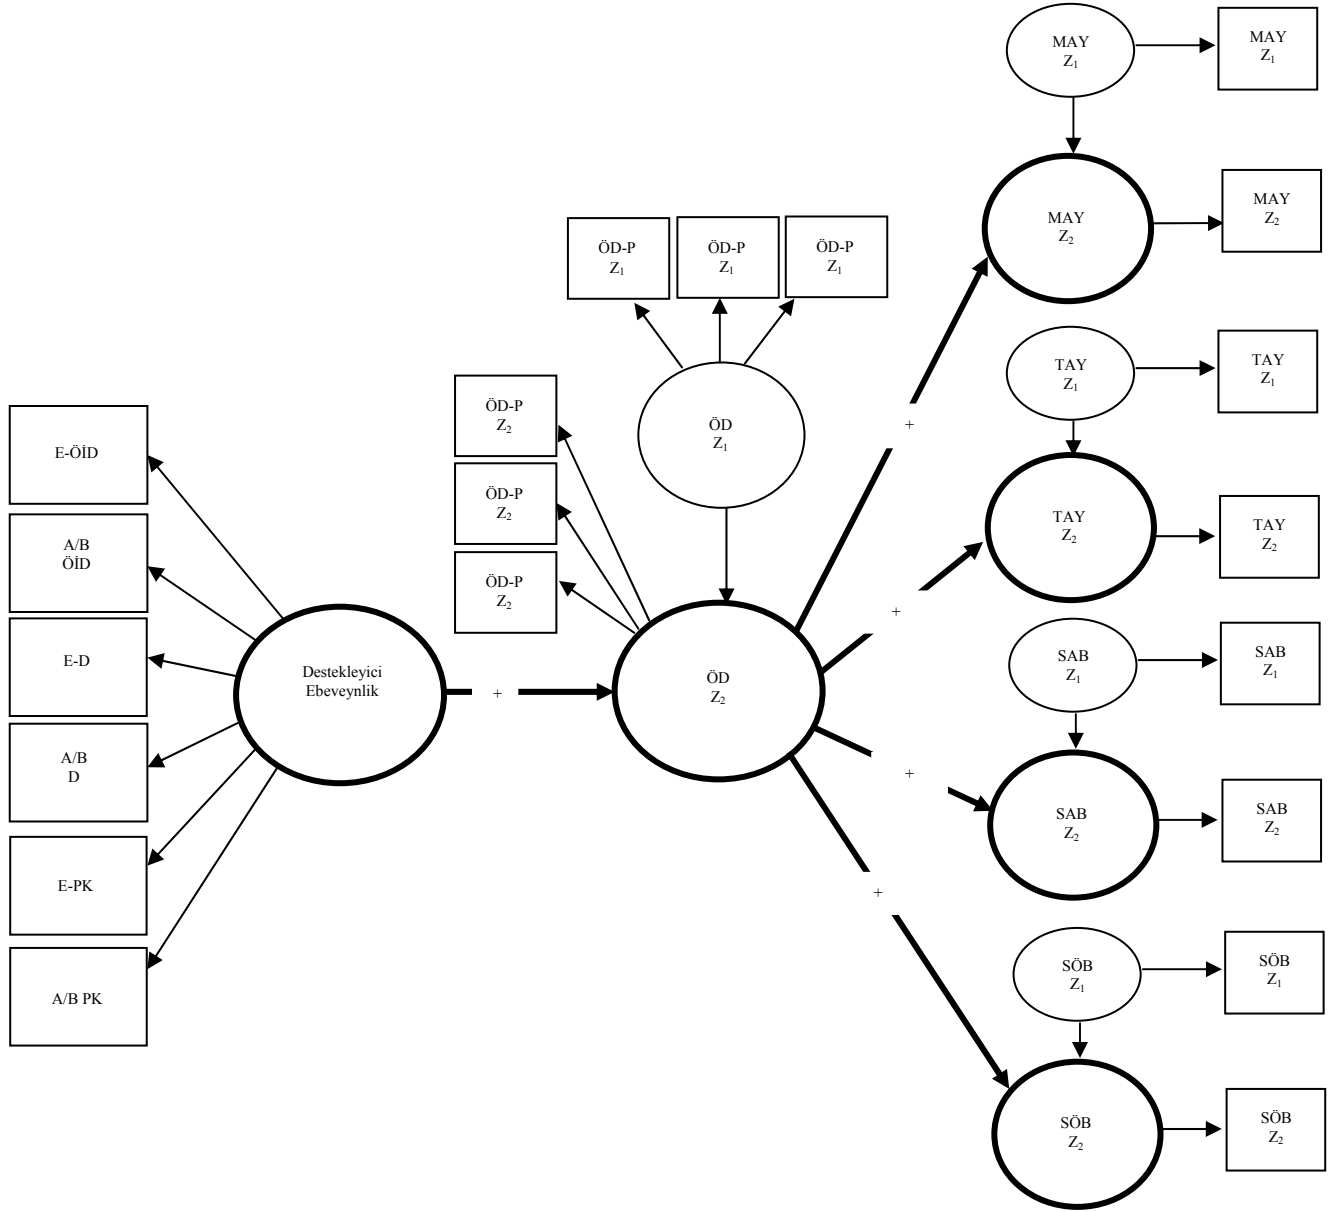 E-ÖİD
A/B
ÖİD
E-D
A/B
D
E-PK
A/B PK
Destekleyici
Ebeveynlik
+
ÖD-P
Z₂
ÖD-P
Z₂
ÖD-P
Z₂
ÖD-P
Z₁
ÖD-P
Z₁
ÖD-P
Z₁
ÖD
Z₁
ÖD
Z₂
+
+
+
+
MAY
Z₁
MAY
Z₁
MAY
Z₂
MAY
Z₂
TAY
Z₁
TAY
Z₁
TAY
Z₂
TAY
Z₂
SAB
Z₁
SAB
Z₁
SAB
Z₂
SAB
Z₂
SÖB
Z₁
SÖB
Z₁
SÖB
Z₂
SÖB
Z₂